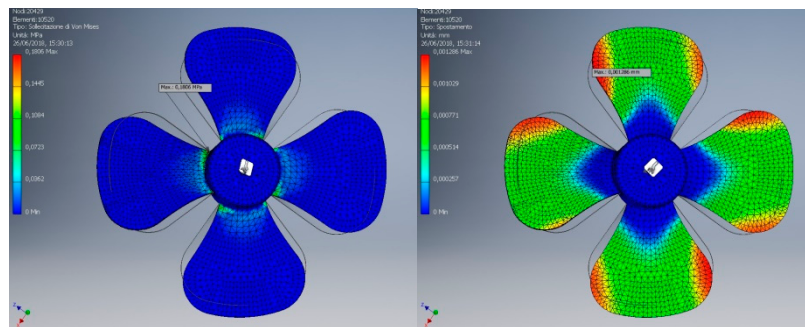 Nodi:20429
Elementi:10520
Tipo: Sollecitazione di Von Mises
Unità: MPa
26/06/2018, 15:30:13
0,1806 Max
0,1445
0,1084
0,0723
0,0362
0 Min
Max.: 0,1806 MPa
Nodi:20429
Elementi:10520
Tipo: Spostamento
Unità: mm
26/06/2018, 15:31:14
0,001286 Max
0,001029
0,000771
0,000514
0,000257
0 Min
Max.: 0,001286 mm